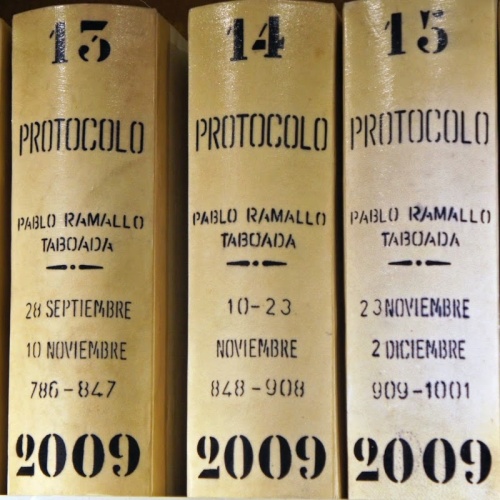 13
PROTOCOLO
PABLO RAMALLO
TABOADA
28 SEPTIEMBRE
10 NOVIEMBRE
786-847
2009
14
PROTOCOLO
PABLO RAMALLO
TABOADA
10-23
NOVIEMBRE
848-908
2009
15
PROTOCOLO
PABLO RAMALLO
TABOADA
23 NOVIEMBRE
2 DICIEMBRE
909-1001
2009